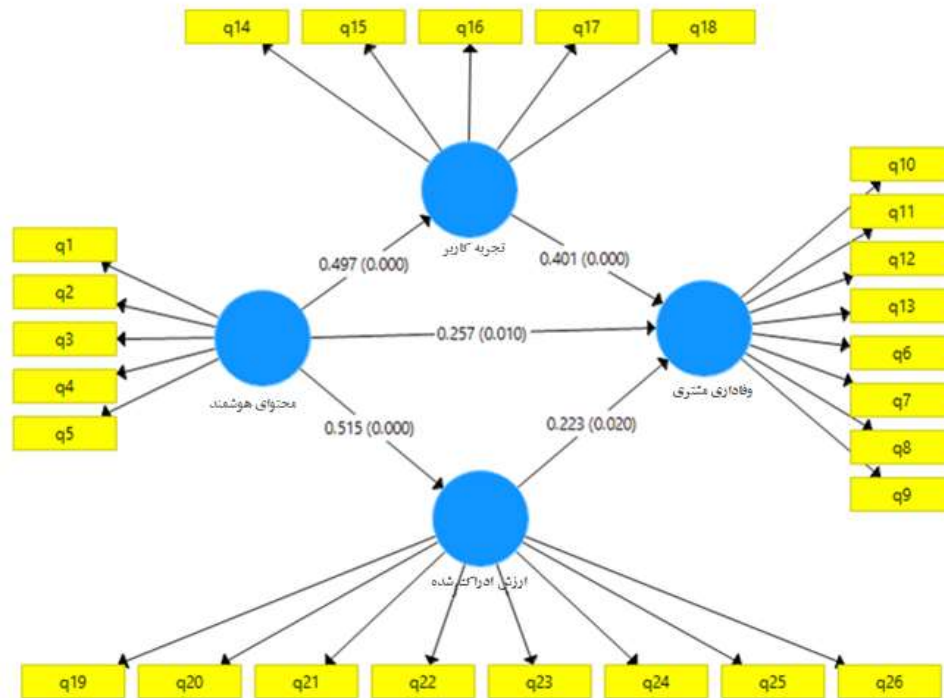 q14 q15 q16 q17 q18
q10
q11
q12
q13
q6
q7
q8
q9
تجربه کاربر
q1
q2
q3
q4
q5
0.497 (0.000)
0.401 (0.000)
0.257 (0.010)
محتوای هوشمند
وفاداری مشتری
0.515 (0.000)
0.223 (0.020)
ارزش ادراک شده
q19 q20 q21 q22 q23 q24 q25 q26